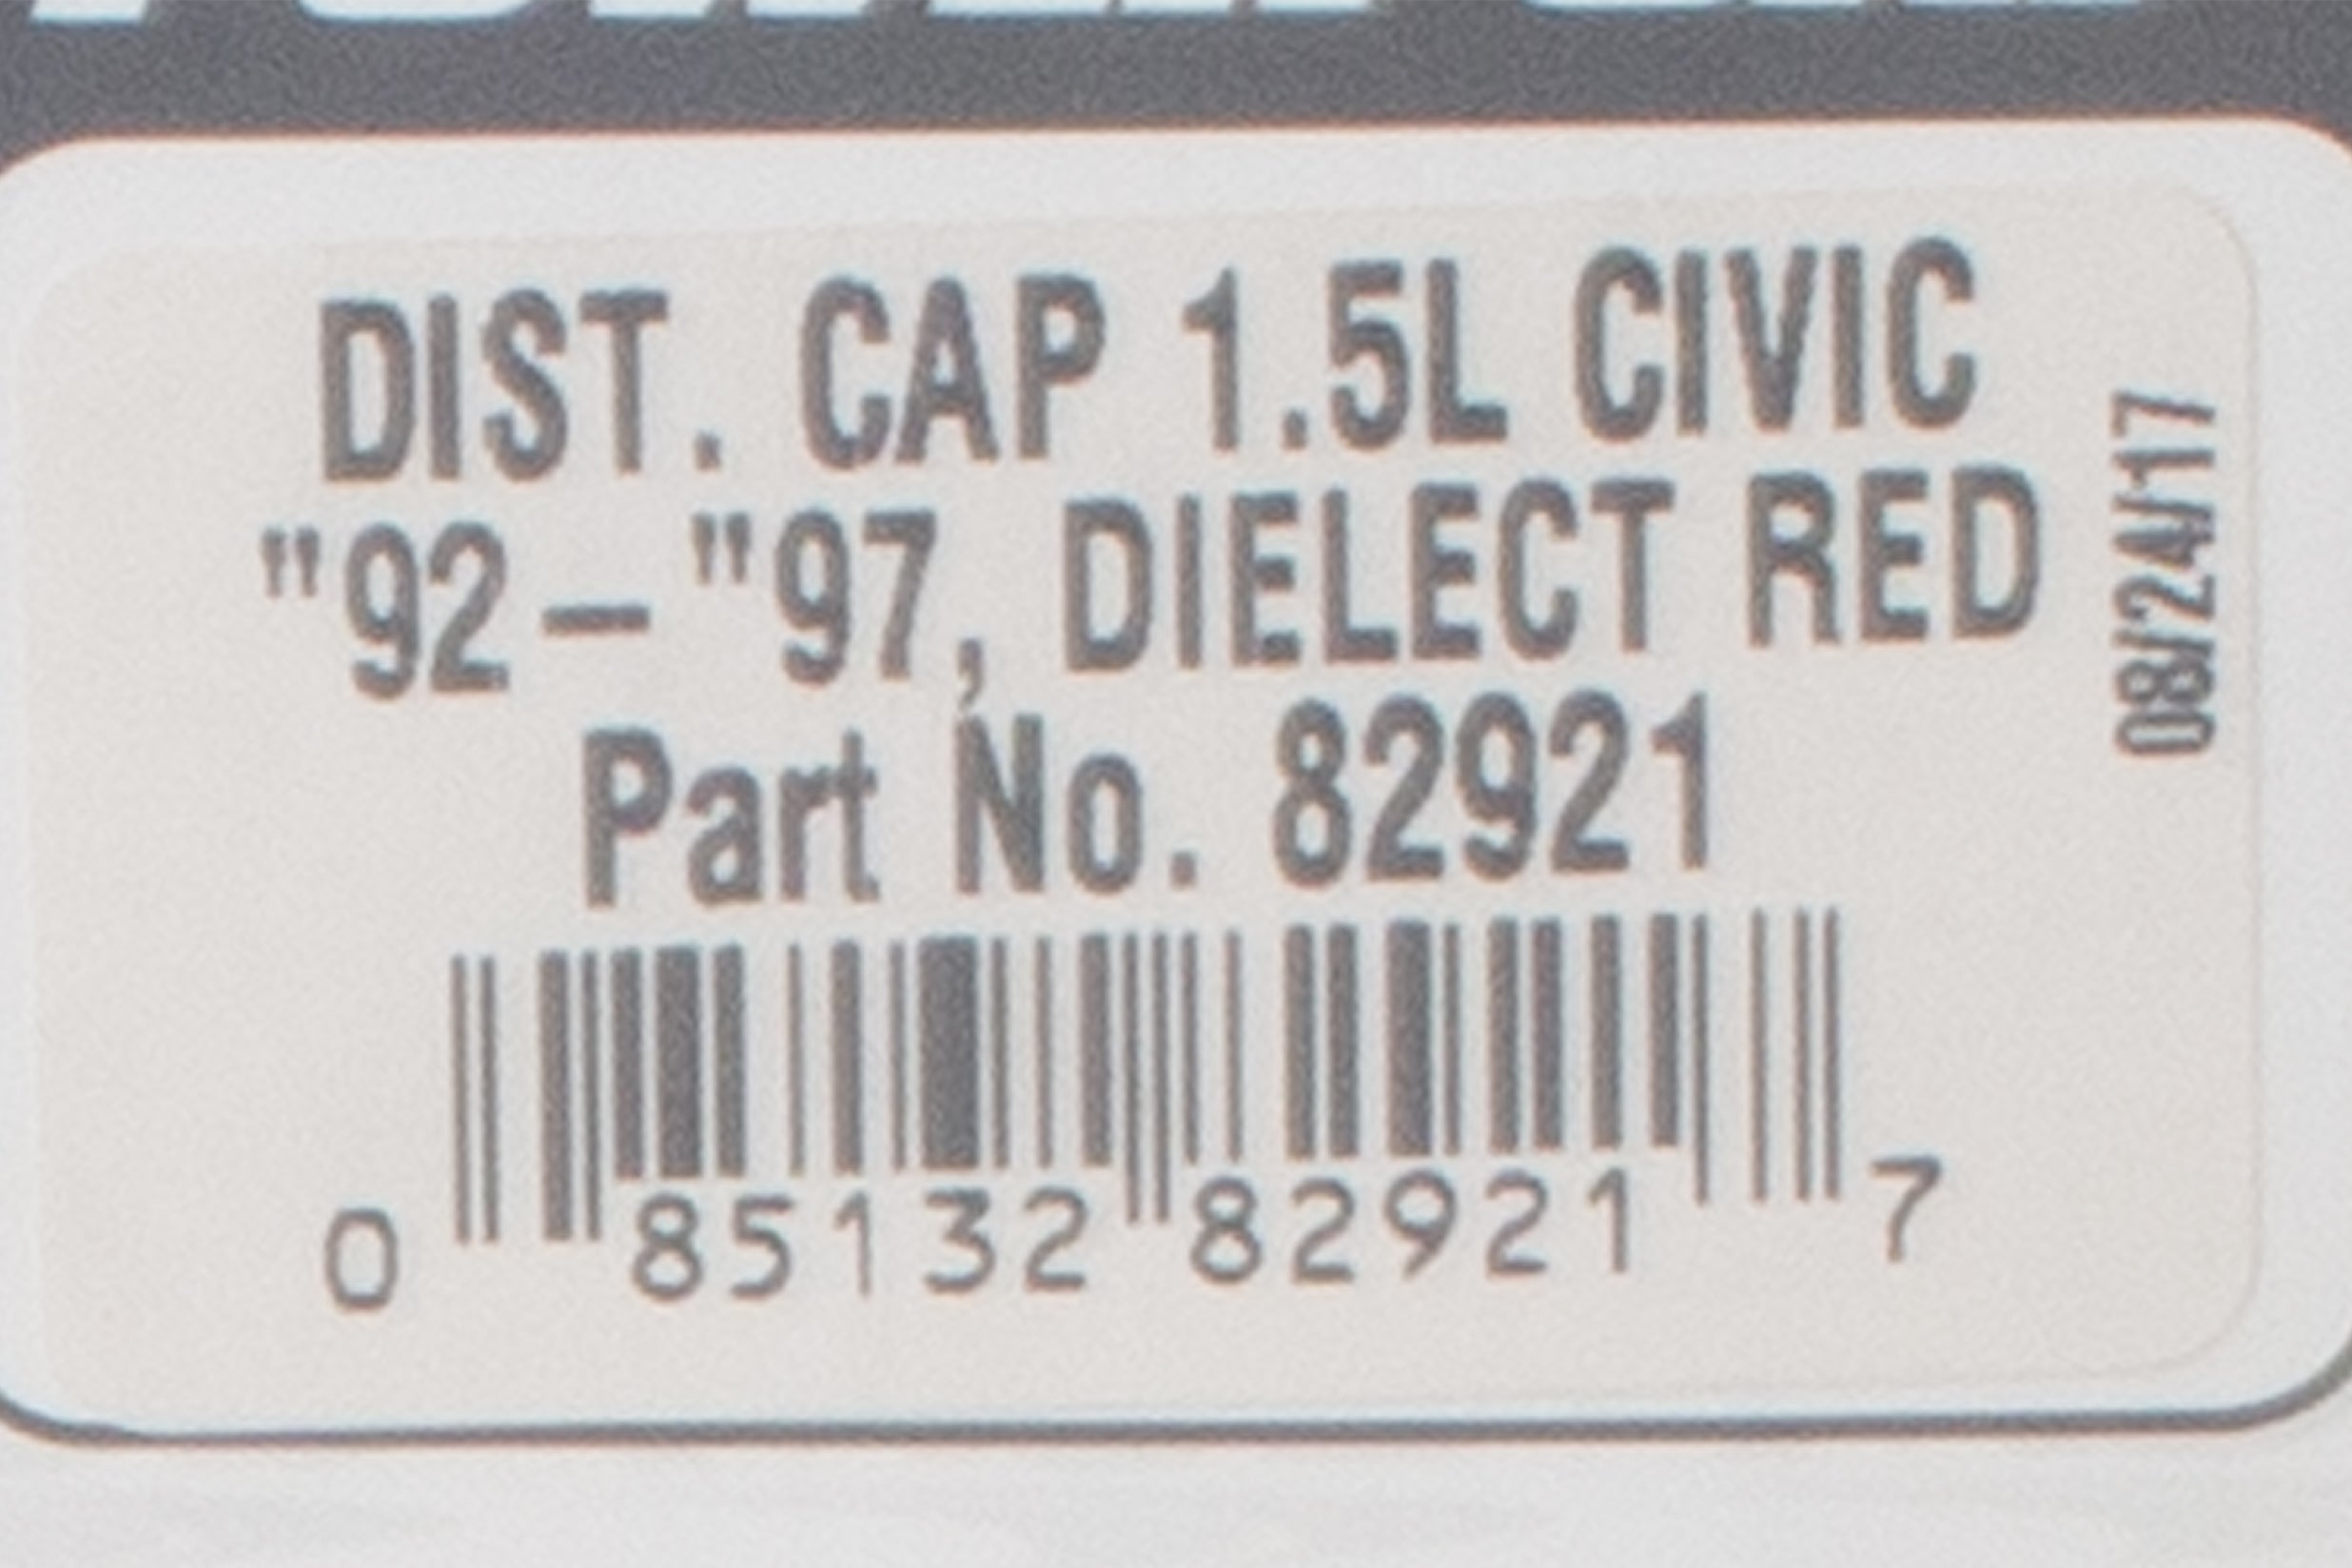 DIST. CAP 1.5L CIVIC
"92-"97, DIELECT RED
Part No. 82921
08/24/17
0 85132 82921 7